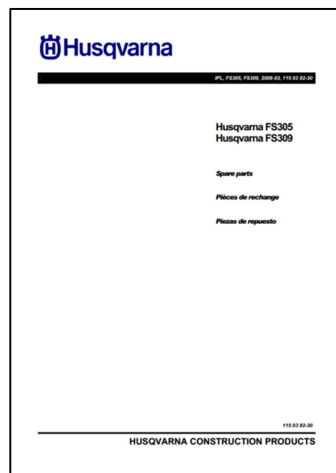 Husqvarna
IPL, FS305, FS309, 2008-03, 115 03 82-30
Husqvarna FS305
Husqvarna FS309
Spare parts
Pièces de rechange
Piezas de repuesto
115 03 82-30
HUSQVARNA CONSTRUCTION PRODUCTS